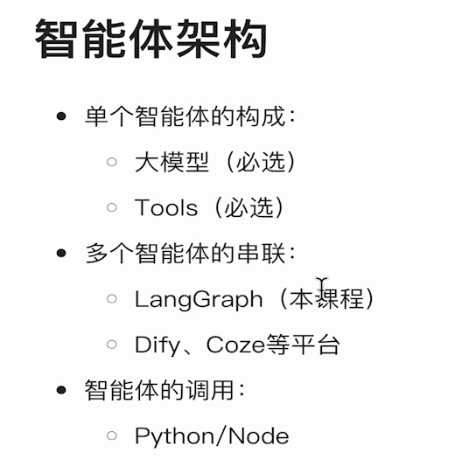 智能体架构
单个智能体的构成：
大模型（必选）
Tools（必选）
多个智能体的串联：
LangGraph（本课程）
Dify、Coze等平台
智能体的调用：
Python/Node